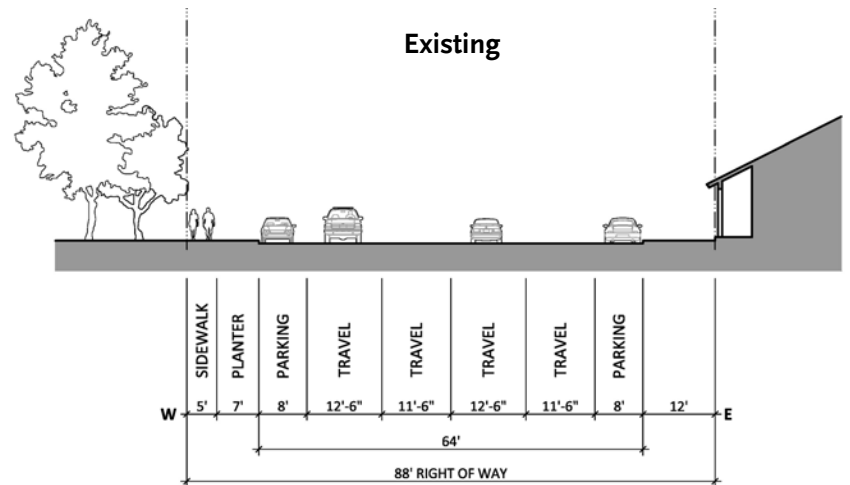 Existing
SIDEWALK
PLANTER
PARKING
TRAVEL
TRAVEL
TRAVEL
TRAVEL
PARKING
W 5' 7' 8' 12'-6" 11'-6" 12'-6" 11'-6" 8' 12' E
64'
88' RIGHT OF WAY